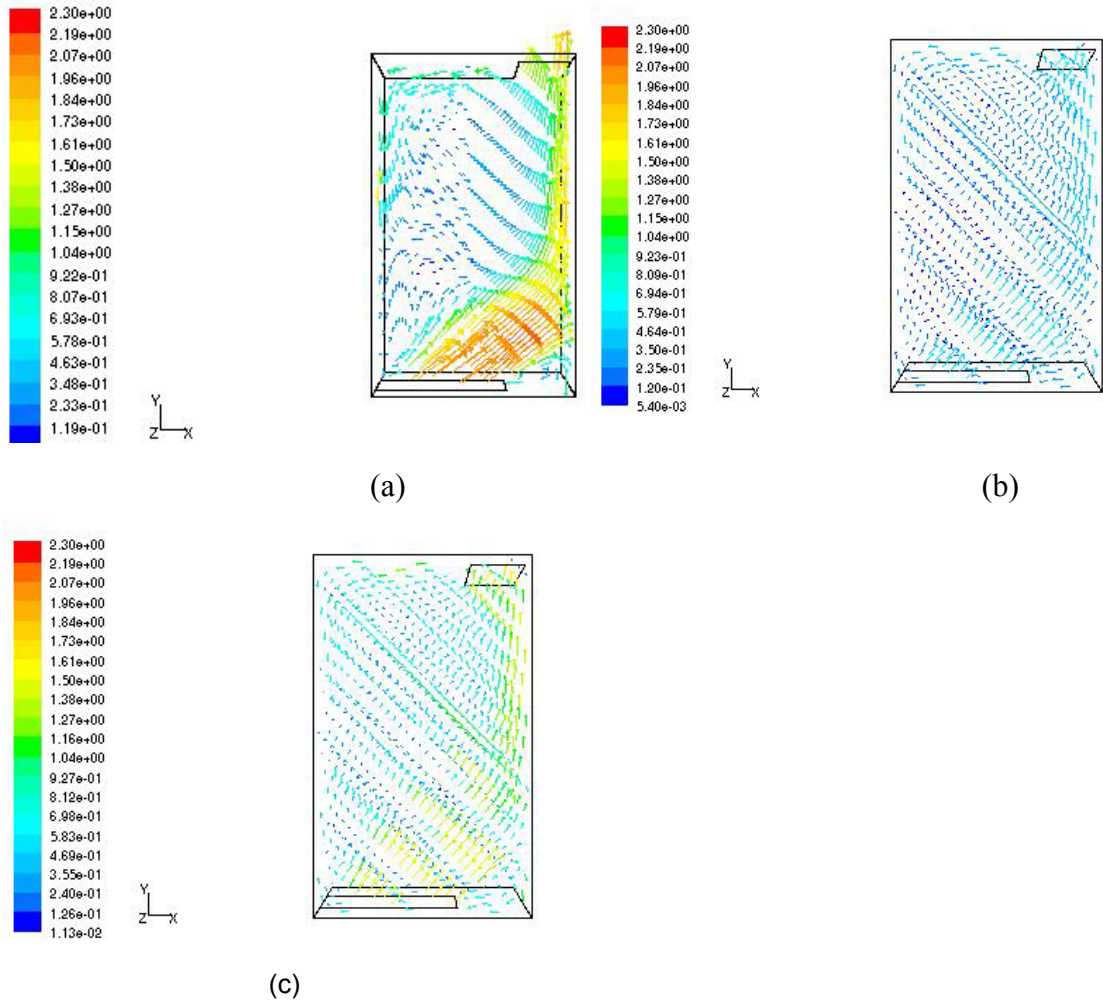 2.30e+00
2.19e+00
2.07e+00
1.96e+00
1.84e+00
1.73e+00
1.61e+00
1.50e+00
1.38e+00
1.27e+00
1.15e+00
1.04e+00
9.22e-01
8.07e-01
6.93e-01
5.78e-01
4.63e-01
3.48e-01
2.33e-01
1.19e-01
Y
Z X
(a)
2.30e+00
2.19e+00
2.07e+00
1.96e+00
1.84e+00
1.73e+00
1.61e+00
1.50e+00
1.38e+00
1.27e+00
1.15e+00
1.04e+00
9.23e-01
8.09e-01
6.94e-01
5.79e-01
4.64e-01
3.50e-01
2.35e-01
1.20e-01
5.40e-03
Y
Z X
(b)
2.30e+00
2.19e+00
2.07e+00
1.96e+00
1.84e+00
1.73e+00
1.61e+00
1.50e+00
1.38e+00
1.27e+00
1.16e+00
1.04e+00
9.27e-01
8.12e-01
6.98e-01
5.83e-01
4.69e-01
3.55e-01
2.40e-01
1.26e-01
1.13e-02
Y
Z X
(c)